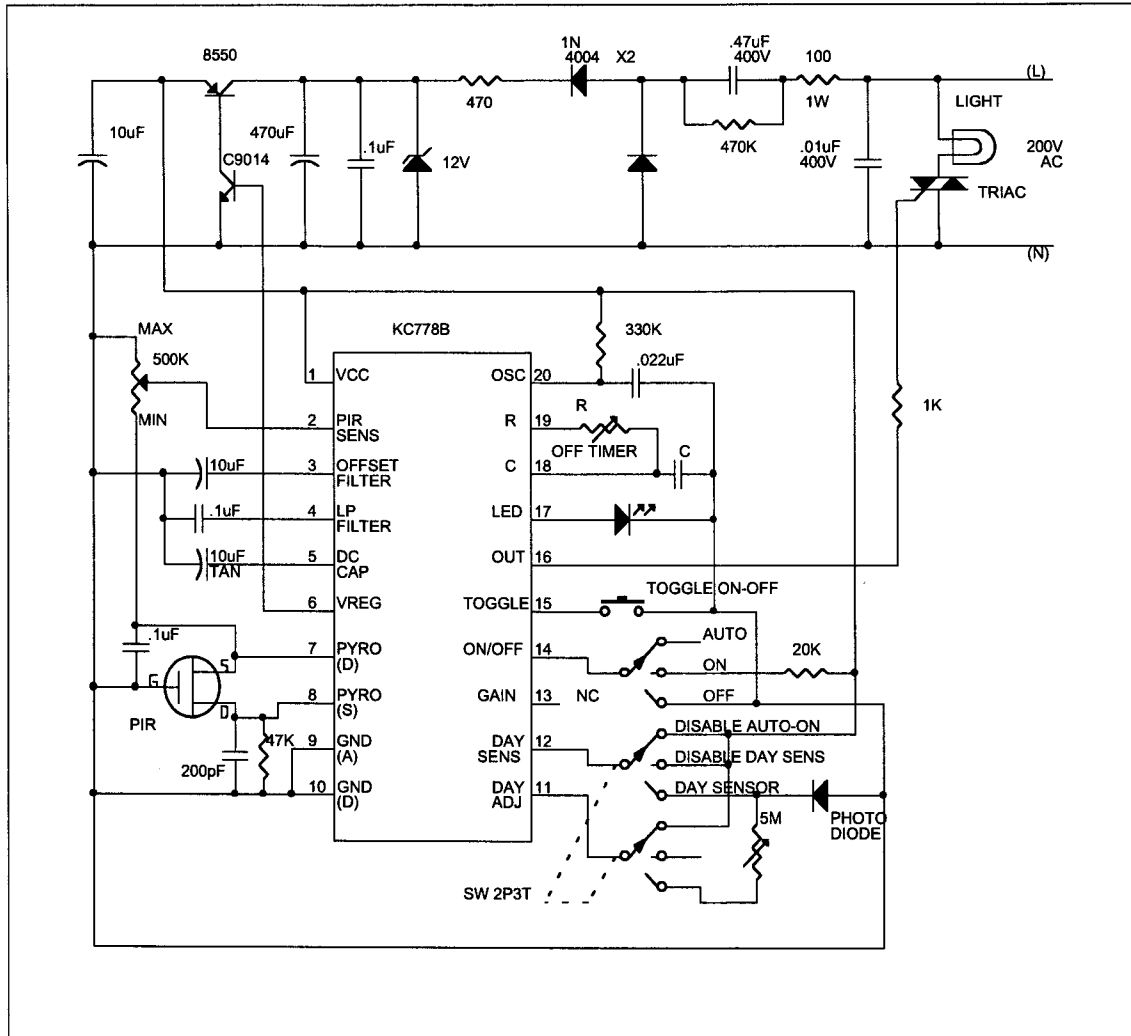 1N
4004 X2
.47uF
400V
100
1W
(L)
8550
470
470K
LIGHT
10uF
470uF
C9014
.1uF
12V
.01uF
400V
200V
AC
TRIAC
(N)
MAX
500K
MIN
KC778B
330K
.022uF
1K
1 VCC
2 PIR
SENS
3 OFFSET
FILTER
4 LP
FILTER
5 DC
CAP
6 VREG
7 PYRO
(D)
8 PYRO
(S)
9 GND
(A)
10 GND
(D)
OSC 20
R 19
C 18
LED 17
OUT 16
TOGGLE 15
ON/OFF 14
GAIN 13
DAY
SENS 12
DAY
ADJ 11
R
OFF TIMER
C
10uF
.1uF
10uF
TAN
.1uF
G
S
D
PIR
47K
200pF
TOGGLE ON-OFF
AUTO
ON
20K
NC
OFF
DISABLE AUTO-ON
DISABLE DAY SENS
DAY SENSOR
5M
PHOTO
DIODE
SW 2P3T